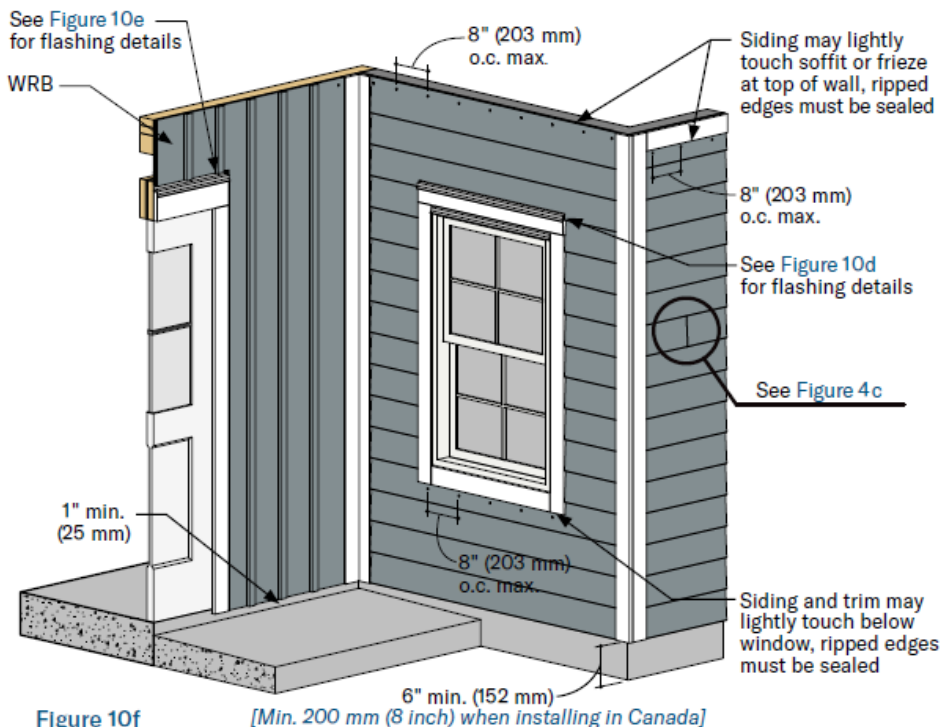 See Figure 10e
for flashing details
WRB
8" (203 mm)
o.c. max.
Siding may lightly
touch soffit or frieze
at top of wall, ripped
edges must be sealed
8" (203 mm)
o.c. max.
See Figure 10d
for flashing details
See Figure 4c
1" min.
(25 mm)
8" (203 mm)
o.c. max.
Siding and trim may
lightly touch below
window, ripped edges
must be sealed
6" min. (152 mm)
Figure 10f
[Min. 200 mm (8 inch) when installing in Canada]